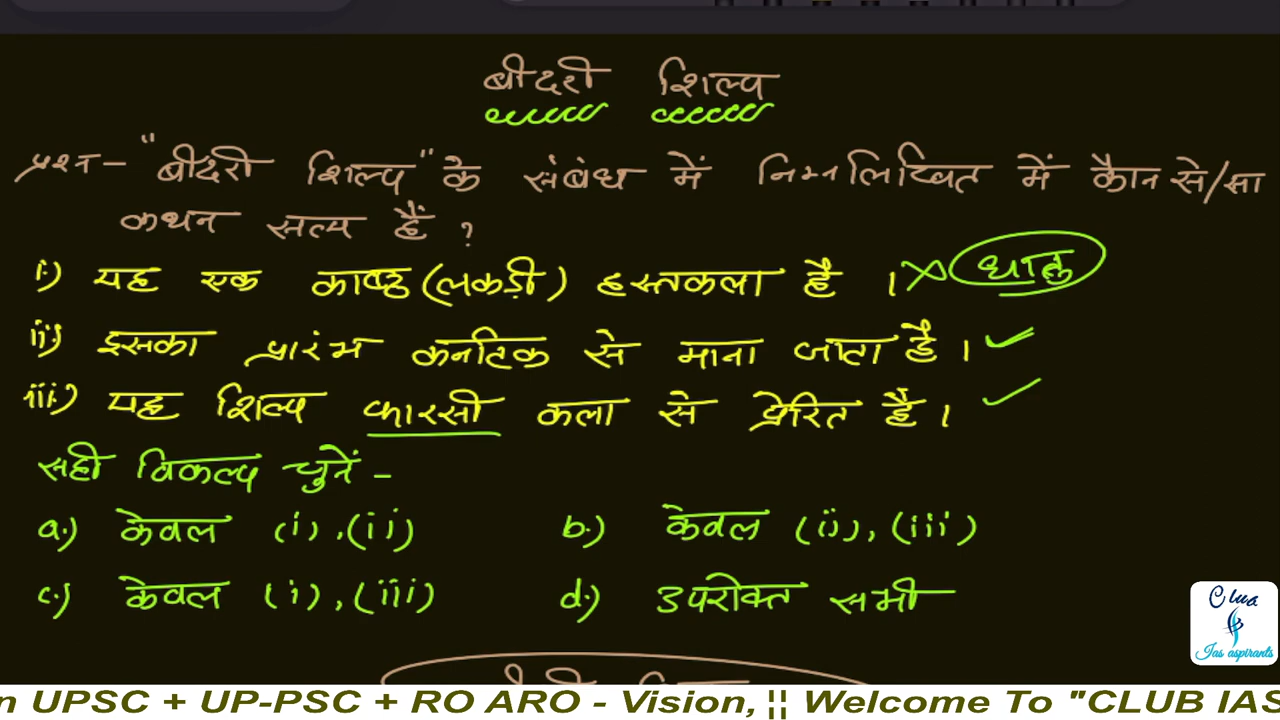 बीदरी शिल्प
प्रश्न- "बीदरी शिल्प" के संबंध में निम्नलिखित में कौन से/सा
कथन सत्य हैं ?
i.) यह एक काष्ठ (लकड़ी) हस्तकला है । × धातु
ii.) इसका प्रारंभ कर्नाटक से माना जाता है । ✓
iii.) यह शिल्प फारसी कला से प्रेरित है । ✓
सही विकल्प चुनें -
a.) केवल (i), (ii) b.) केवल (ii), (iii)
c.) केवल (i), (iii) d.) उपरोक्त सभी
Club
Ias aspirants
n UPSC + UP-PSC + RO ARO - Vision, ¦¦ Welcome To "CLUB IAS